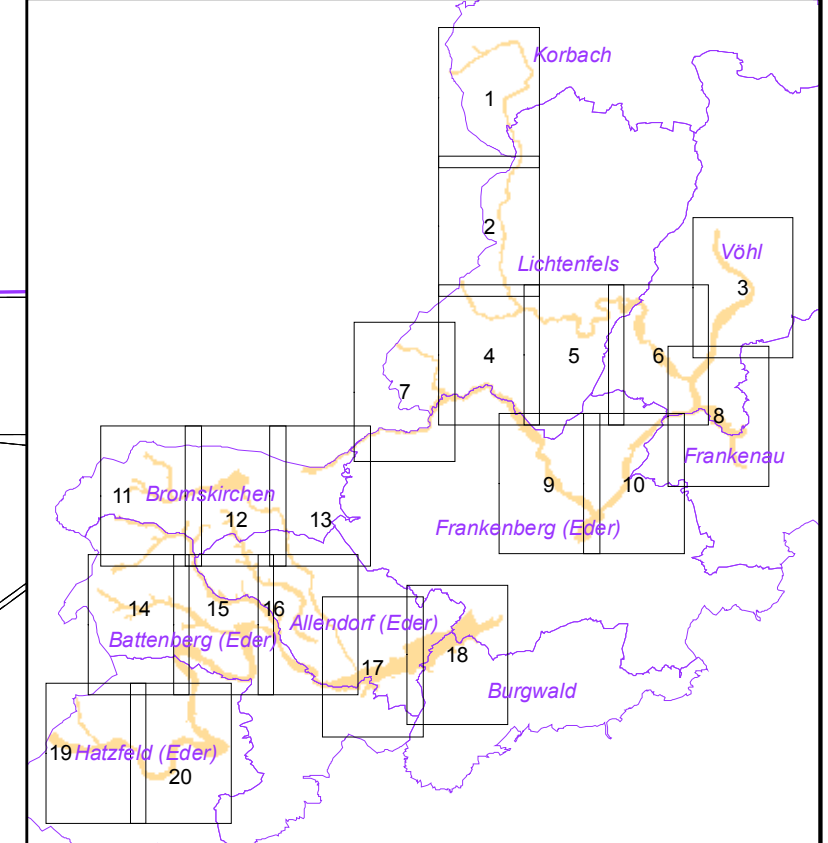 Korbach
1
2
Vöhl
Lichtenfels
3
4
5
6
7
8
Frankenau
9
10
11
Bromskirchen
12
13
Frankenberg (Eder)
14
15
16
Allendorf (Eder)
Battenberg (Eder)
17
18
Burgwald
19
Hatzfeld (Eder)
20